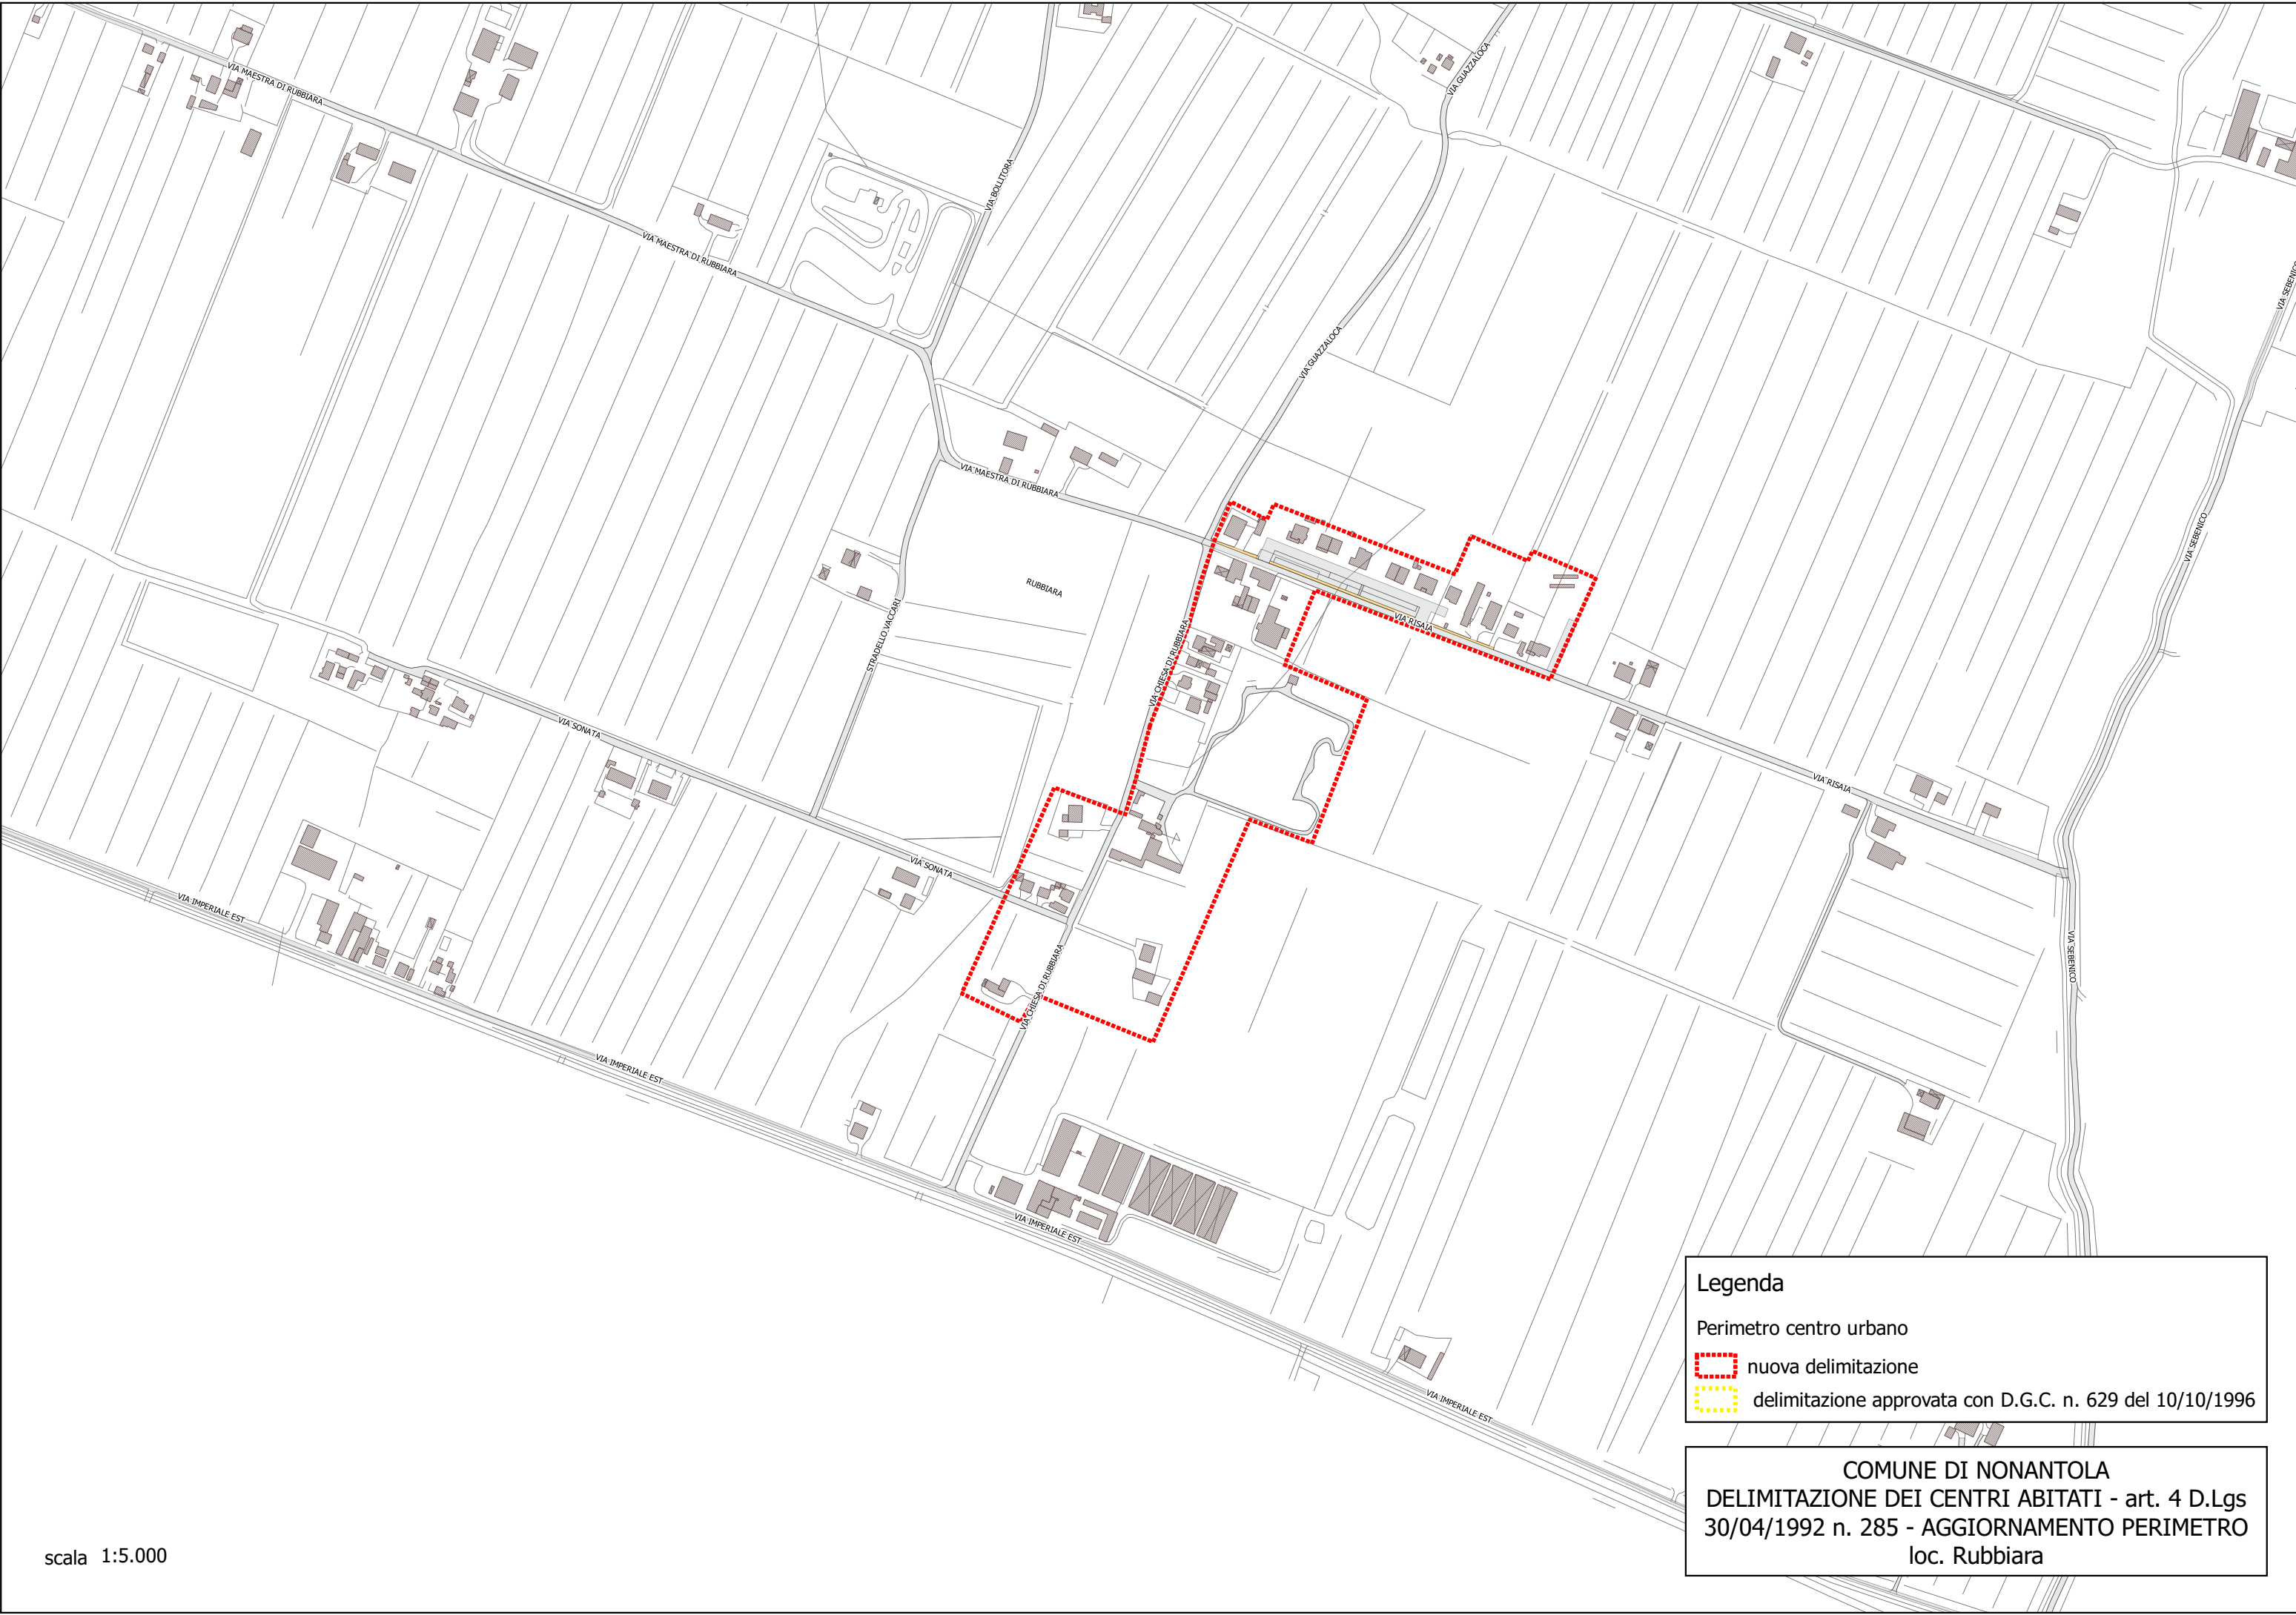 VIA MAESTRA DI RUBBIARA
VIA GUAZZALOCA
VIA BOLLITORA
VIA MAESTRA DI RUBBIARA
VIA SEBENICO
VIA GUAZZALOCA
VIA MAESTRA DI RUBBIARA
VIA SEBENICO
RUBBIARA
STRADELLO VACCARI
VIA RISAIA
VIA CHIESA DI RUBBIARA
VIA SONATA
VIA RISAIA
VIA SONATA
VIA IMPERIALE EST
VIA SEBENICO
VIA CHIESA DI RUBBIARA
VIA IMPERIALE EST
VIA IMPERIALE EST
VIA IMPERIALE EST
Legenda
Perimetro centro urbano
nuova delimitazione
delimitazione approvata con D.G.C. n. 629 del 10/10/1996
COMUNE DI NONANTOLA
DELIMITAZIONE DEI CENTRI ABITATI - art. 4 D.Lgs
30/04/1992 n. 285 - AGGIORNAMENTO PERIMETRO
loc. Rubbiara
scala 1:5.000